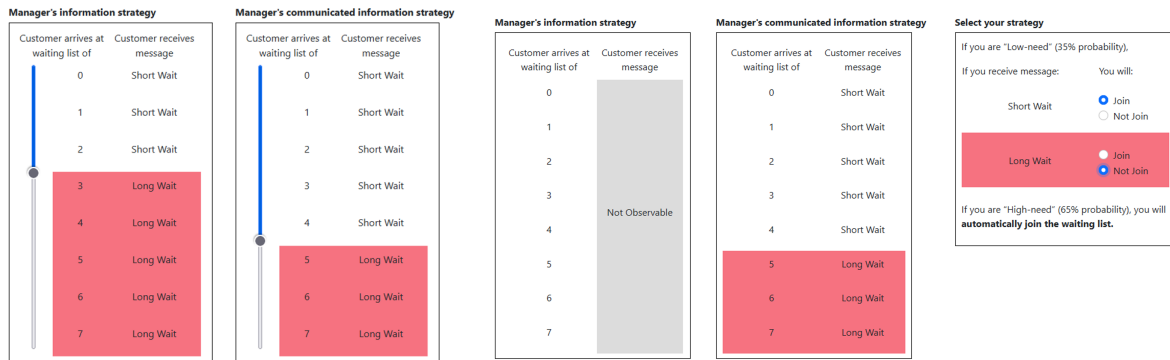 Manager's information strategy
Customer arrives at waiting list of Customer receives message
0 Short Wait
1 Short Wait
2 Short Wait
3 Long Wait
4 Long Wait
5 Long Wait
6 Long Wait
7 Long Wait
Manager's communicated information strategy
Customer arrives at waiting list of Customer receives message
0 Short Wait
1 Short Wait
2 Short Wait
3 Short Wait
4 Short Wait
5 Long Wait
6 Long Wait
7 Long Wait
Manager's information strategy
Customer arrives at waiting list of Customer receives message
0
1
2
3
Not Observable
4
5
6
7
Manager's communicated information strategy
Customer arrives at waiting list of Customer receives message
0 Short Wait
1 Short Wait
2 Short Wait
3 Short Wait
4 Short Wait
5 Long Wait
6 Long Wait
7 Long Wait
Select your strategy
If you are "Low-need" (35% probability),
If you receive message: You will:
Short Wait
Join
Not Join
Long Wait
Join
Not Join
If you are "High-need" (65% probability), you will
automatically join the waiting list.